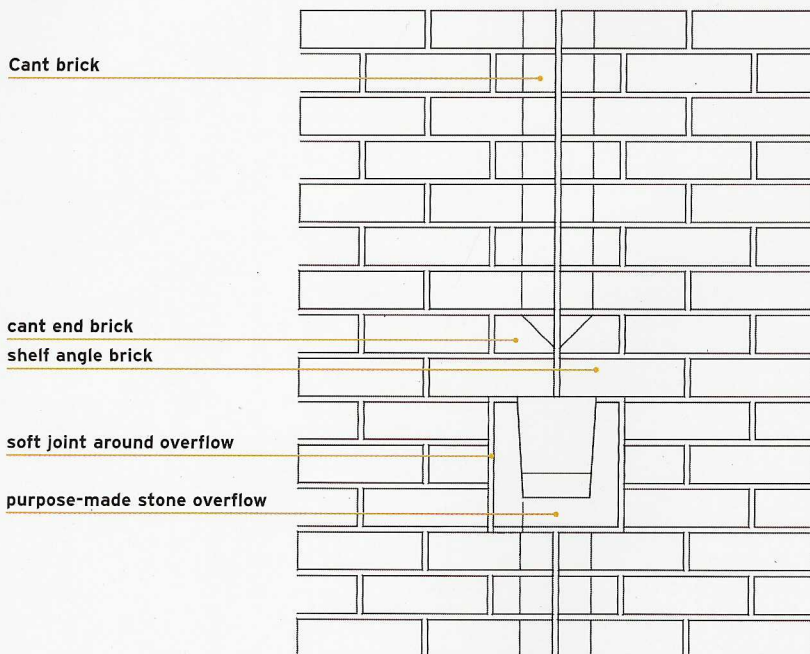 Cant brick
cant end brick
shelf angle brick
soft joint around overflow
purpose-made stone overflow